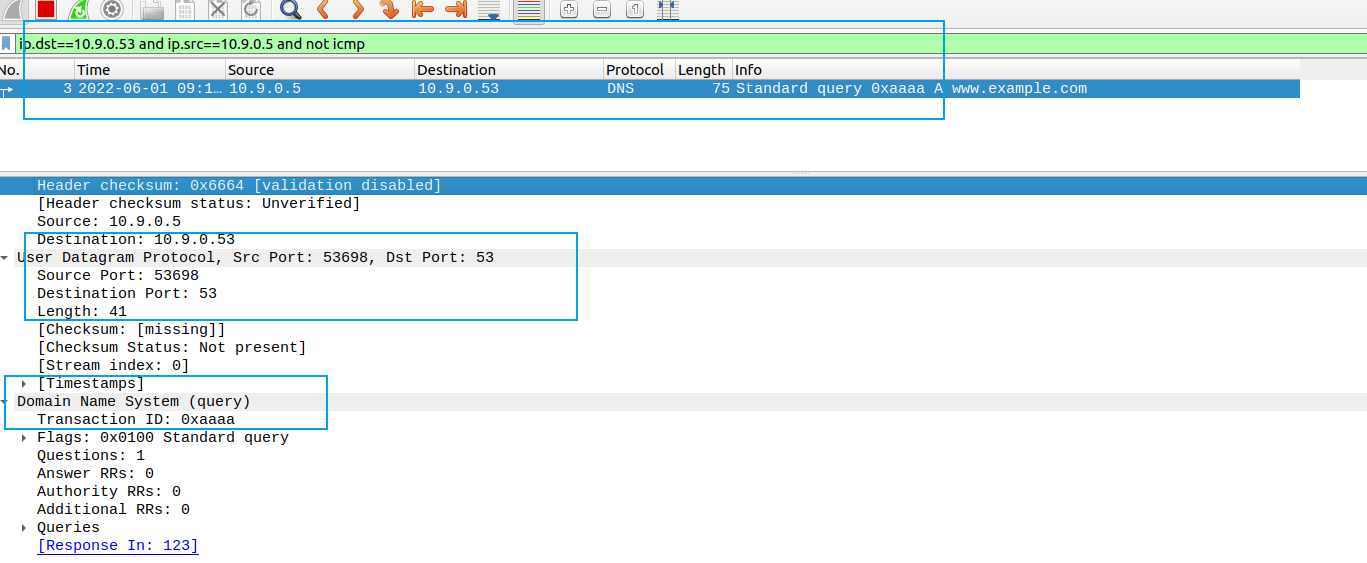 ip.dst==10.9.0.53 and ip.src==10.9.0.5 and not icmp
No. Time Source Destination Protocol Length Info
3 2022-06-01 09:1… 10.9.0.5 10.9.0.53 DNS 75 Standard query 0xaaaa A www.example.com
Header checksum: 0x6664 [validation disabled]
[Header checksum status: Unverified]
Source: 10.9.0.5
Destination: 10.9.0.53
User Datagram Protocol, Src Port: 53698, Dst Port: 53
Source Port: 53698
Destination Port: 53
Length: 41
[Checksum: [missing]]
[Checksum Status: Not present]
[Stream index: 0]
[Timestamps]
Domain Name System (query)
Transaction ID: 0xaaaa
Flags: 0x0100 Standard query
Questions: 1
Answer RRs: 0
Authority RRs: 0
Additional RRs: 0
Queries
[Response In: 123]